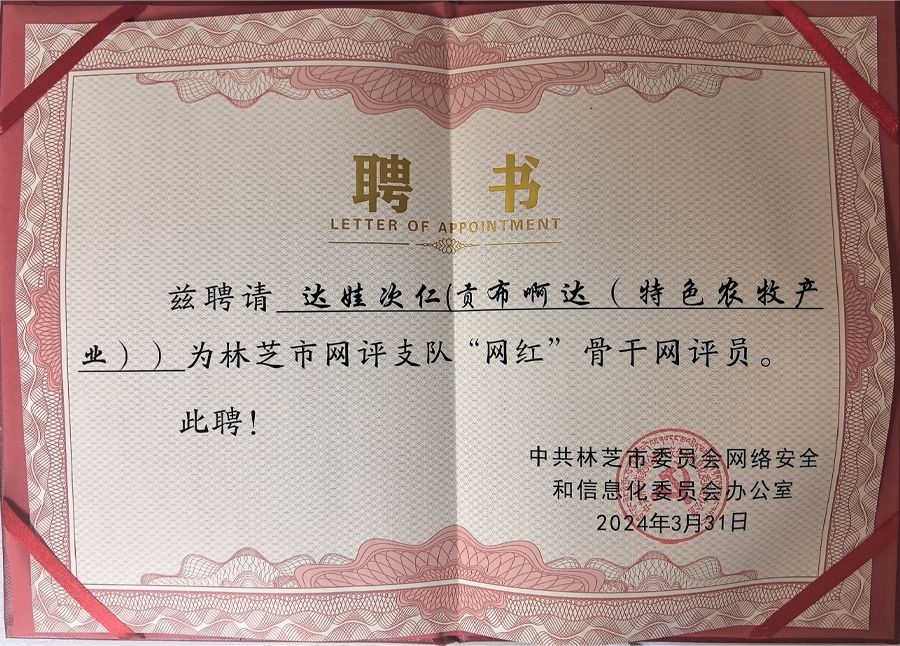 聘 书
LETTER OF APPOINTMENT
兹聘请 达娃次仁(贡布啊达（特色农牧产
业）） 为林芝市网评支队“网红”骨干网评员。
此聘！
中共林芝市委员会网络安全
和信息化委员会办公室
2024年3月31日